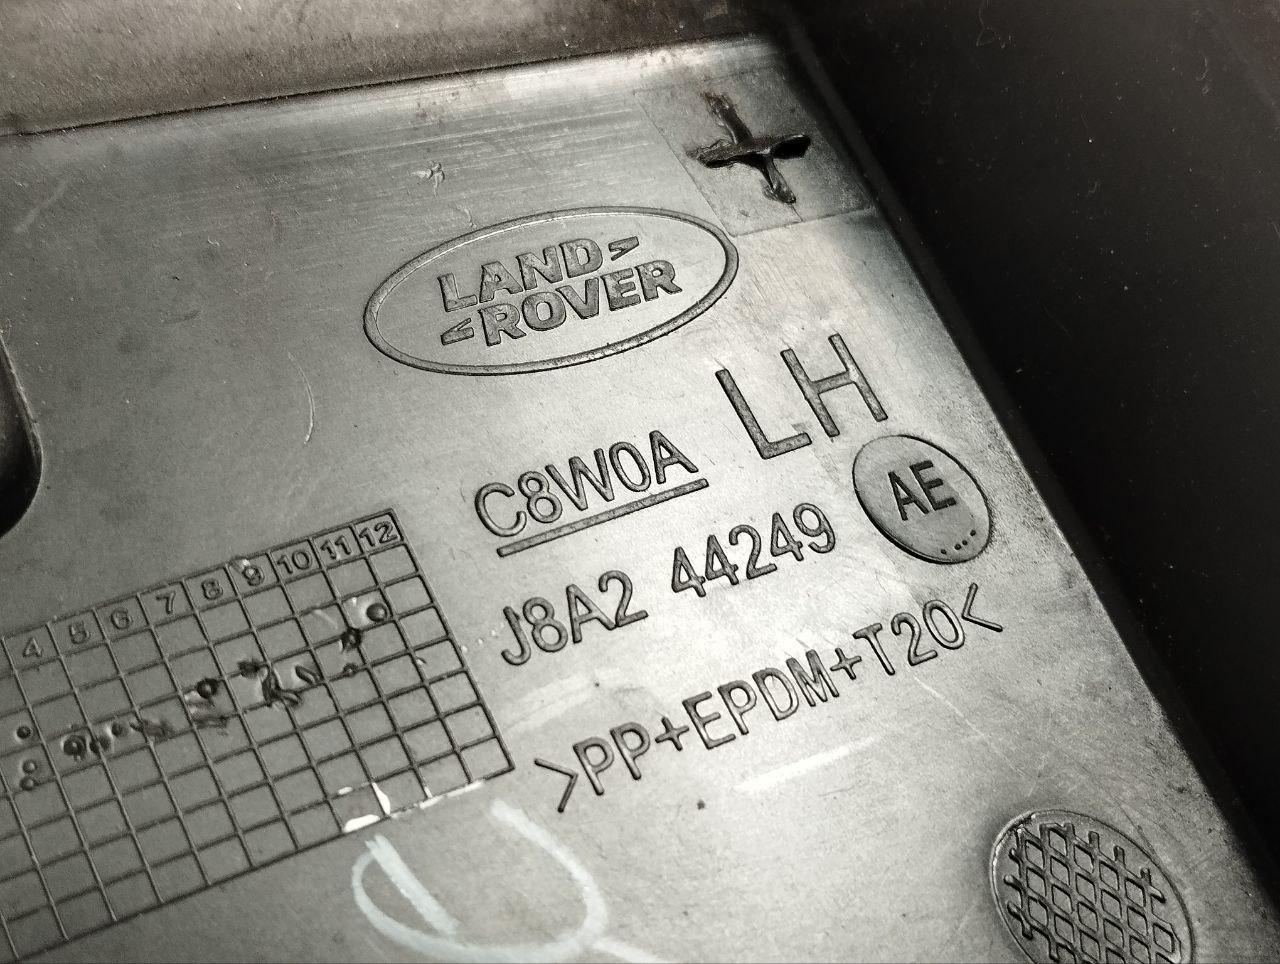 LAND
ROVER
LH
C8W0A
AE
J8A2 44249
>PP+EPDM+T20<
4 5 6 7 8 9 10 11 12